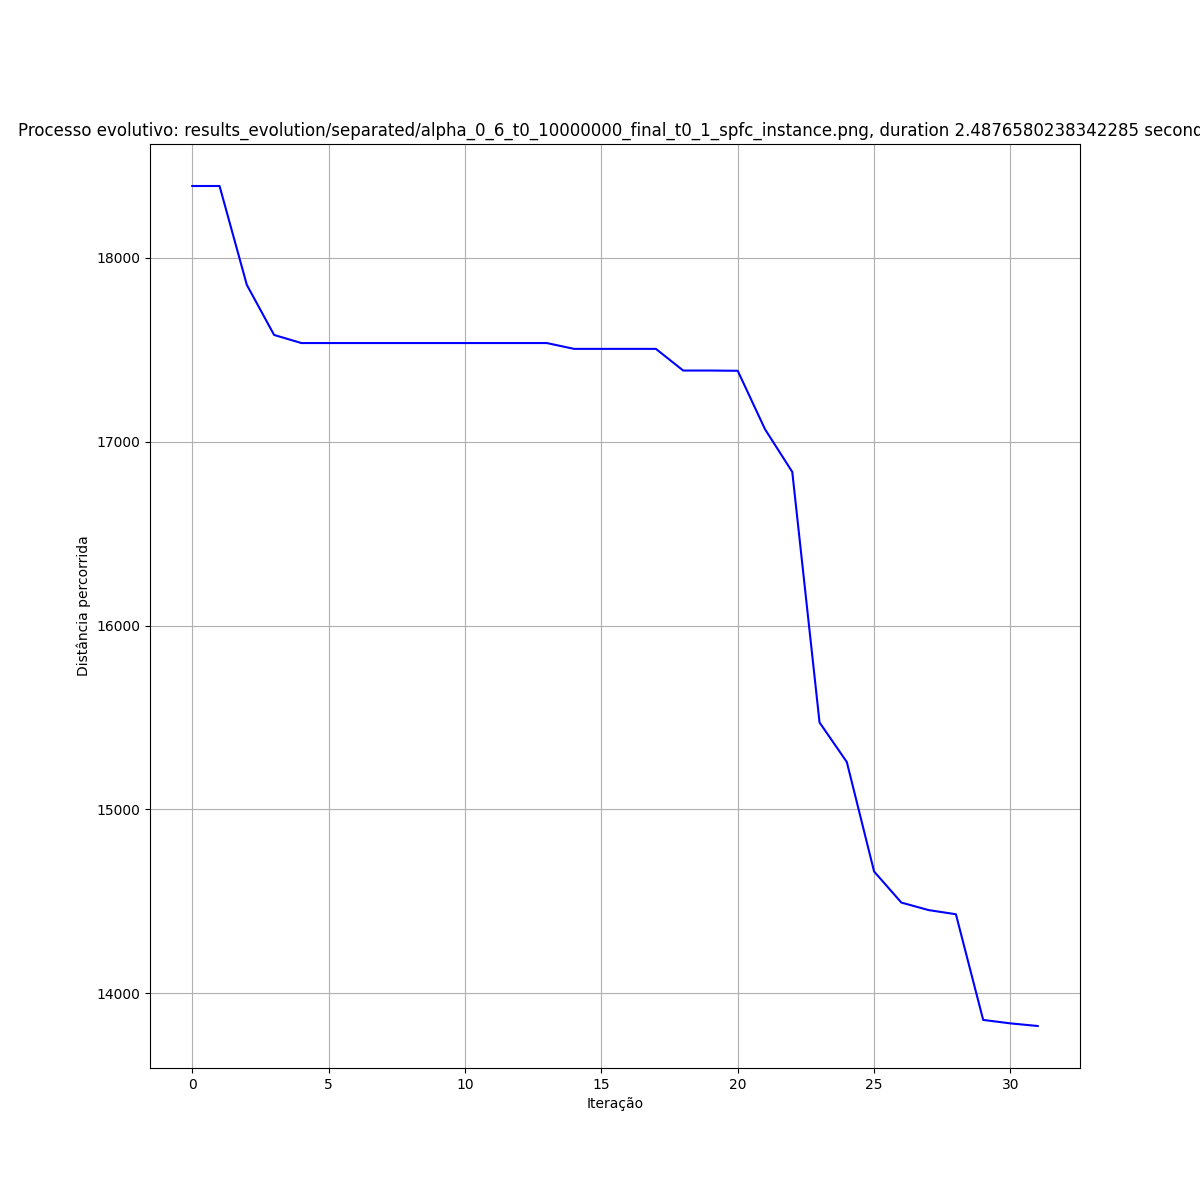 Processo evolutivo: results_evolution/separated/alpha_0_6_t0_10000000_final_t0_1_spfc_instance.png, duration 2.4876580238342285 second
18000
17000
16000
15000
14000
Distância percorrida
0 5 10 15 20 25 30
Iteração